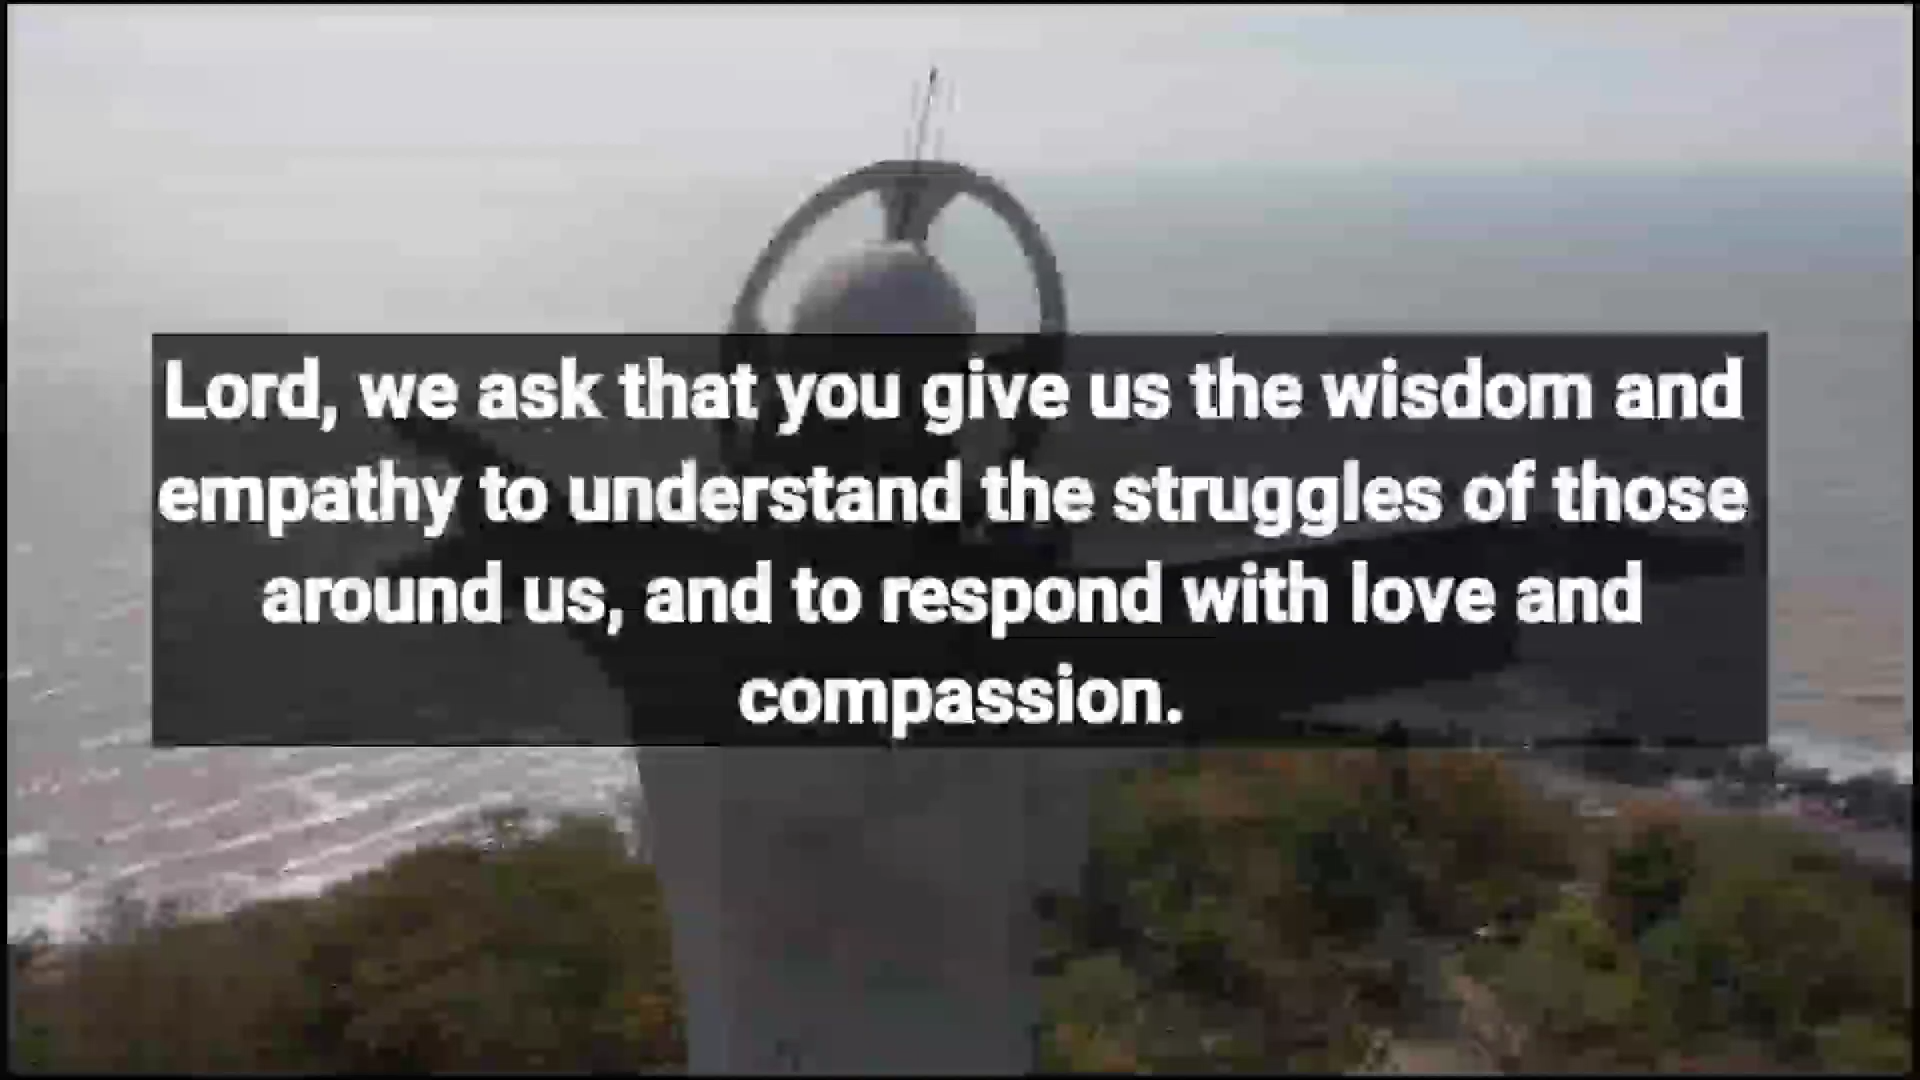 Lord, we ask that you give us the wisdom and
empathy to understand the struggles of those
around us, and to respond with love and
compassion.